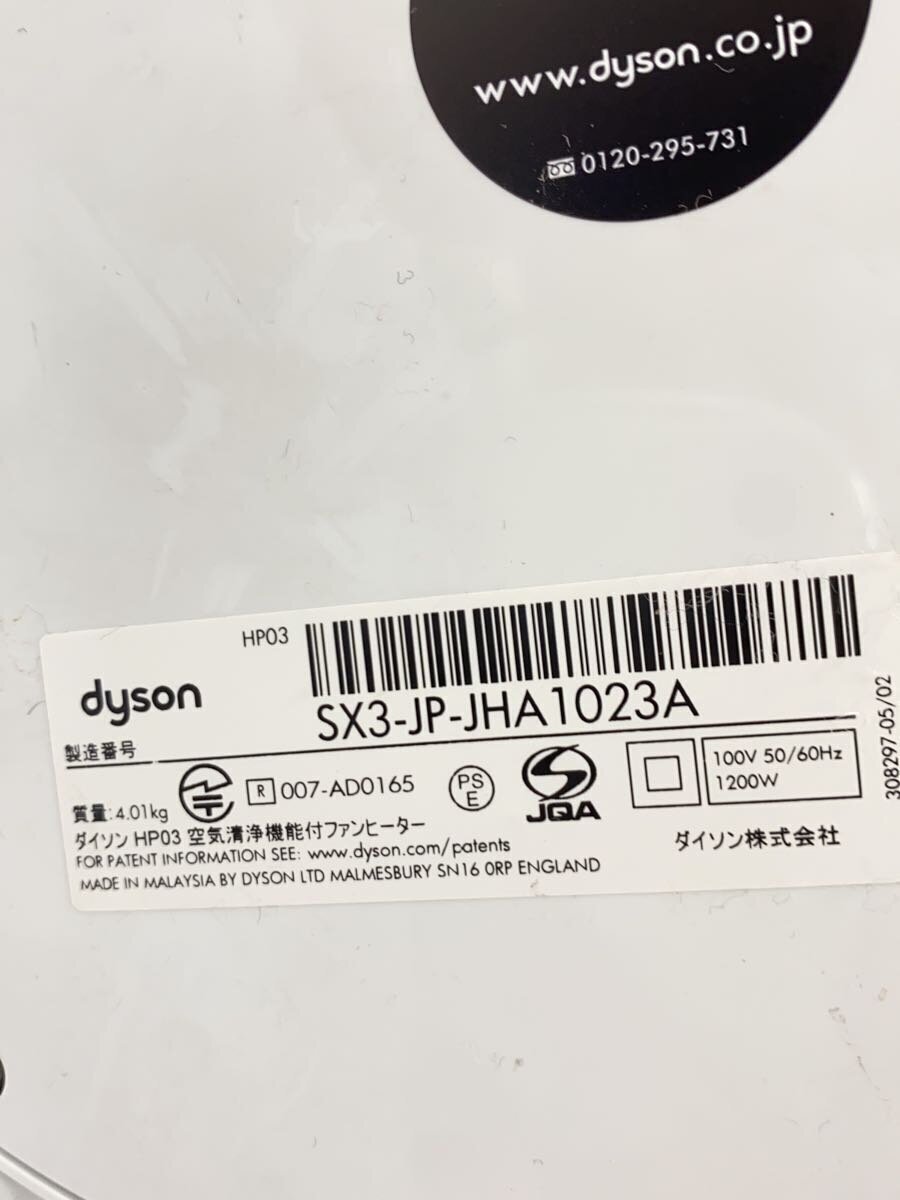 www.dyson.co.jp
0120-295-731
HP03
dyson
SX3-JP-JHA1023A
製造番号
質量:4.01kg
R 007-AD0165
PS E
JQA
100V 50/60Hz
1200W
ダイソン HP03 空気清浄機能付ファンヒーター
ダイソン株式会社
FOR PATENT INFORMATION SEE: www.dyson.com/patents
MADE IN MALAYSIA BY DYSON LTD MALMESBURY SN16 0RP ENGLAND
308297-05/02